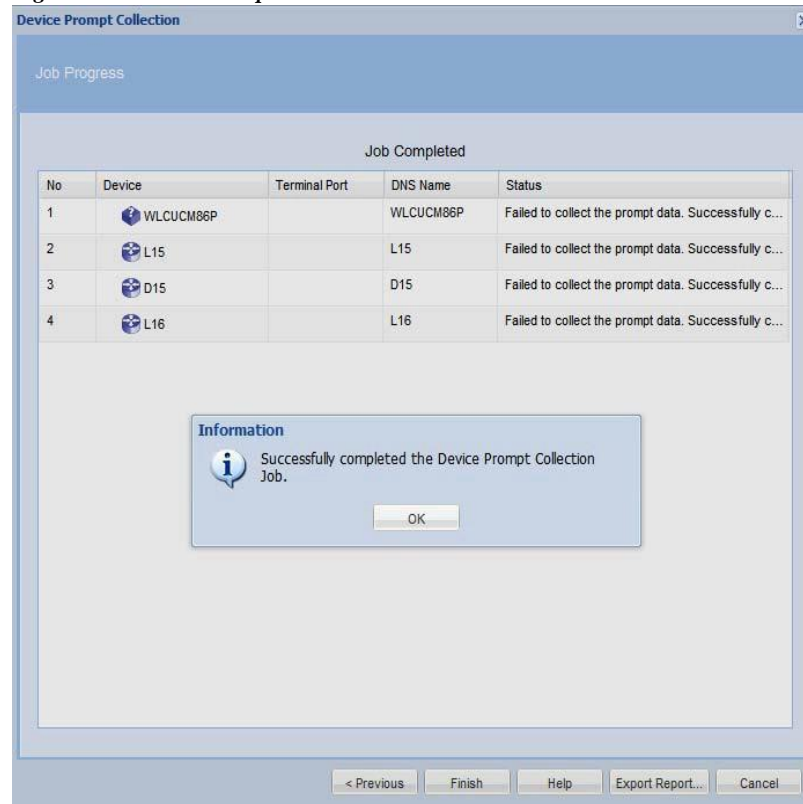 Device Prompt Collection
Job Progress
Job Completed
No Device Terminal Port DNS Name Status
1 WLCUCM86P WLCUCM86P Failed to collect the prompt data. Successfully c...
2 L15 L15 Failed to collect the prompt data. Successfully c...
3 D15 D15 Failed to collect the prompt data. Successfully c...
4 L16 L16 Failed to collect the prompt data. Successfully c...
Information
Successfully completed the Device Prompt Collection
Job.
OK
< Previous Finish Help Export Report... Cancel